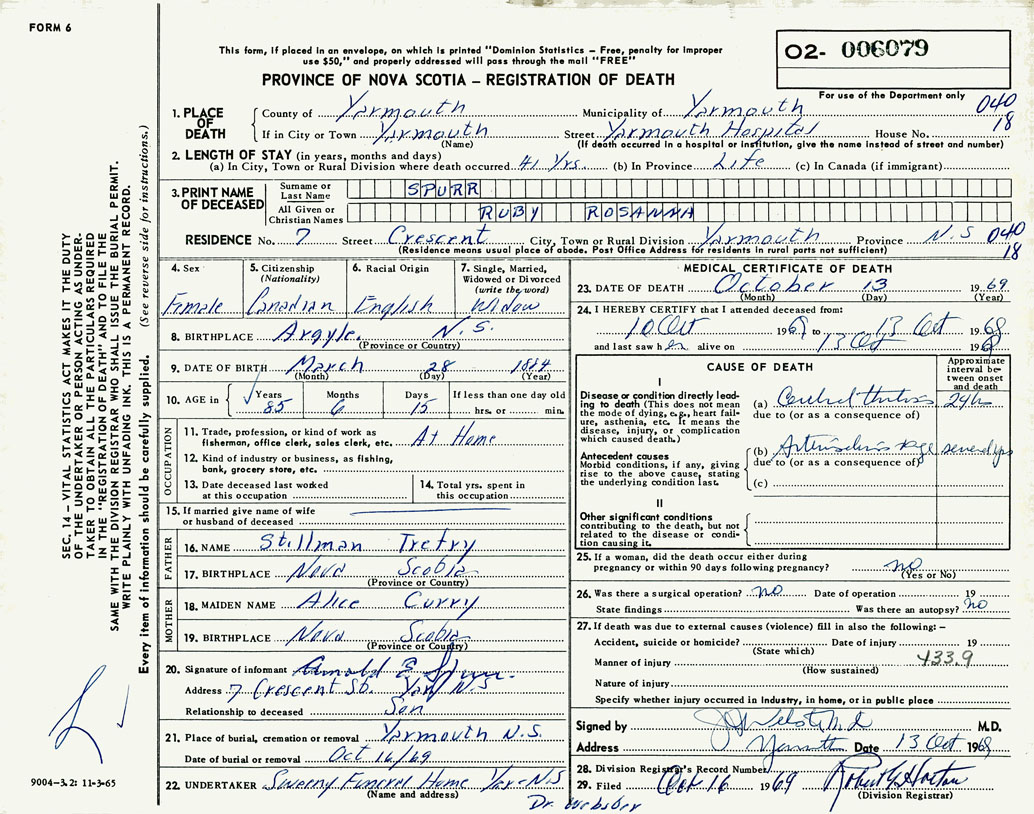 FORM 6
This form, if placed in an envelope, on which is printed "Dominion Statistics – Free, penalty for improper
use $50," and properly addressed will pass through the mail "FREE"
PROVINCE OF NOVA SCOTIA – REGISTRATION OF DEATH
O2- 006079
For use of the Department only
040
18
1. PLACE OF DEATH
County of Yarmouth Municipality of Yarmouth
If in City or Town Yarmouth Street Yarmouth Hospital House No.
(Name) (If death occurred in a hospital or institution, give the name instead of street and number)
2. LENGTH OF STAY (in years, months and days)
(a) In City, Town or Rural Division where death occurred 41 Yrs. (b) In Province Life (c) In Canada (if immigrant)
3. PRINT NAME OF DECEASED
Surname or Last Name SPURR
All Given or Christian Names RUBY ROSANNA
RESIDENCE No. 7 Street Crescent City, Town or Rural Division Yarmouth Province N.S 040
(Residence means usual place of abode. Post Office Address for residents in rural parts not sufficient) 18
4. Sex Female
5. Citizenship (Nationality) Canadian
6. Racial Origin English
7. Single, Married, Widowed or Divorced (write the word) Widow
8. BIRTHPLACE Argyle. N.S.
(Province or Country)
9. DATE OF BIRTH March 28 1884
(Month) (Day) (Year)
10. AGE in Years 85 Months 6 Days 15 If less than one day old hrs. or min.
OCCUPATION
11. Trade, profession, or kind of work as
fisherman, office clerk, sales clerk, etc. At Home
12. Kind of industry or business, as fishing,
bank, grocery store, etc.
13. Date deceased last worked
at this occupation
14. Total yrs. spent in
this occupation
15. If married give name of wife
or husband of deceased
FATHER
16. NAME Stillman Trefry
17. BIRTHPLACE Nova Scotia
(Province or Country)
MOTHER
18. MAIDEN NAME Alice Curry
19. BIRTHPLACE Nova Scotia
(Province or Country)
20. Signature of informant Arnold E Spurr
Address 7 Crescent St. Yar N.S
Relationship to deceased Son
21. Place of burial, cremation or removal Yarmouth N.S.
Date of burial or removal Oct 16/69
22. UNDERTAKER Sweeny Funeral Home Yar-N.S
(Name and address)
Dr. Webster
MEDICAL CERTIFICATE OF DEATH
23. DATE OF DEATH October 13 1969
(Month) (Day) (Year)
24. I HEREBY CERTIFY that I attended deceased from:
10 Oct 1969 to 13 Oct 1969
and last saw her alive on 13 Oct 1969
CAUSE OF DEATH
Approximate interval between onset and death
I
Disease or condition directly leading to death (This does not mean
the mode of dying, e.g., heart failure, asthenia, etc. It means the
disease, injury, or complication
which caused death.)
(a) 24h
due to (or as a consequence of)
Antecedent causes
Morbid conditions, if any, giving
rise to the above cause, stating
the underlying condition last.
(b) several yrs
due to (or as a consequence of)
(c)
II
Other significant conditions
contributing to the death, but not
related to the disease or condition causing it.
25. If a woman, did the death occur either during
pregnancy or within 90 days following pregnancy? no
(Yes or No)
26. Was there a surgical operation? no Date of operation 19
State findings Was there an autopsy? no
27. If death was due to external causes (violence) fill in also the following:–
Accident, suicide or homicide? Date of injury 19
(State which)
433.9
Manner of injury
(How sustained)
Nature of injury
Specify whether injury occurred in industry, in home, or in public place
Signed by M.D.
Address Yarmouth Date 13 Oct 1969
28. Division Registrar's Record Number
29. Filed Oct 16 1969 Robert G Horton
(Division Registrar)
SEC. 14 – VITAL STATISTICS ACT MAKES IT THE DUTY
OF THE UNDERTAKER OR PERSON ACTING AS UNDER-
TAKER TO OBTAIN ALL THE PARTICULARS REQUIRED
IN THE "REGISTRATION OF DEATH" AND TO FILE THE
SAME WITH THE DIVISION REGISTRAR WHO SHALL ISSUE THE BURIAL PERMIT.
WRITE PLAINLY WITH UNFADING INK. THIS IS A PERMANENT RECORD.
Every item of information should be carefully supplied. (See reverse side for instructions.)
9004–3.2: 11-3-65